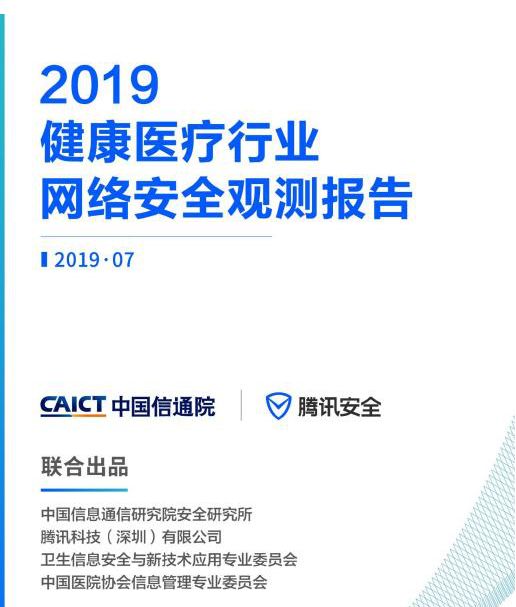 2019
健康医疗行业
网络安全观测报告
2019·07
CAICT 中国信通院 腾讯安全
联合出品
中国信息通信研究院安全研究所
腾讯科技（深圳）有限公司
卫生信息安全与新技术应用专业委员会
中国医院协会信息管理专业委员会